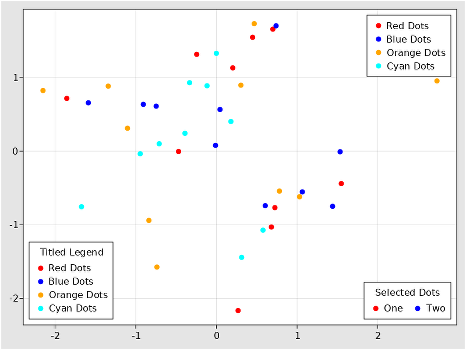 Red Dots
Blue Dots
Orange Dots
Cyan Dots
1
0
-1
-2
Titled Legend
Red Dots
Blue Dots
Orange Dots
Cyan Dots
Selected Dots
One Two
-2 -1 0 1 2